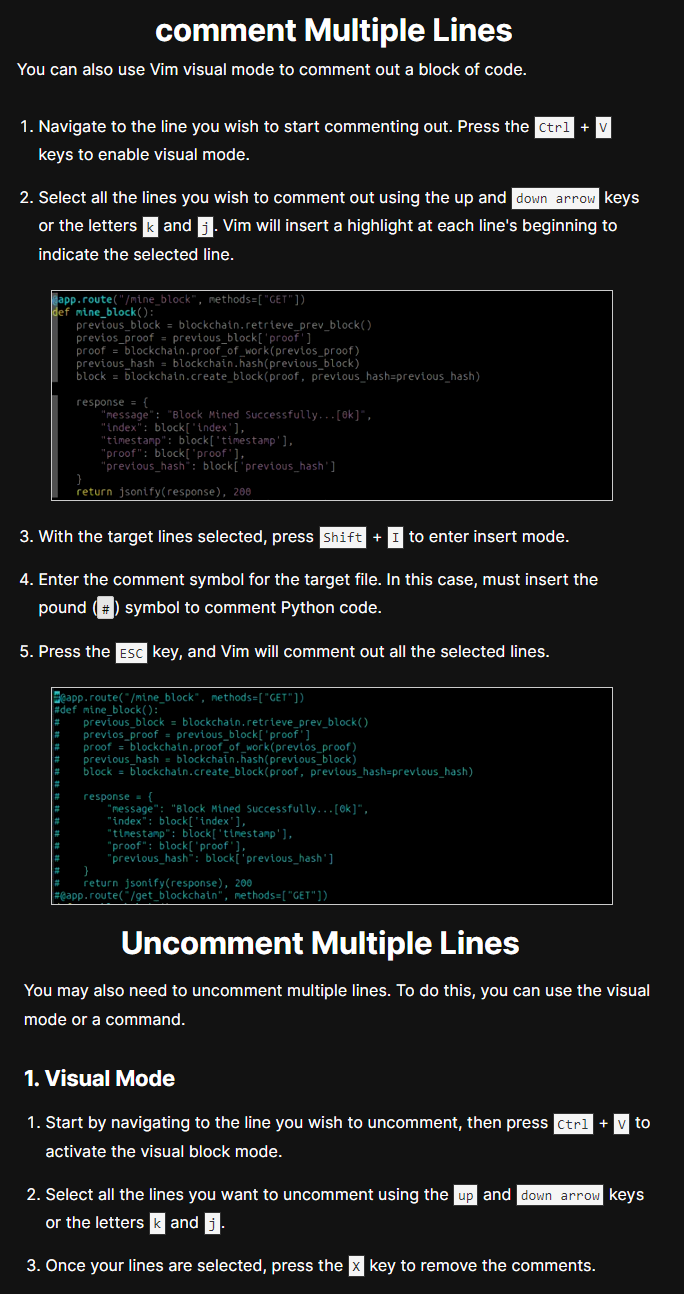 comment Multiple Lines
You can also use Vim visual mode to comment out a block of code.
1. Navigate to the line you wish to start commenting out. Press the Ctrl + V
keys to enable visual mode.
2. Select all the lines you wish to comment out using the up and down arrow keys
or the letters k and j. Vim will insert a highlight at each line's beginning to
indicate the selected line.
@app.route("/mine_block", methods=["GET"])
def mine_block():
    previous_block = blockchain.retrieve_prev_block()
    previos_proof = previous_block['proof']
    proof = blockchain.proof_of_work(previos_proof)
    previous_hash = blockchain.hash(previous_block)
    block = blockchain.create_block(proof, previous_hash=previous_hash)
    response = {
        "message": "Block Mined Successfully...[0k]",
        "index": block['index'],
        "timestamp": block['timestamp'],
        "proof": block['proof'],
        "previous_hash": block['previous_hash']
    }
    return jsonify(response), 200
3. With the target lines selected, press Shift + I to enter insert mode.
4. Enter the comment symbol for the target file. In this case, must insert the
pound (#) symbol to comment Python code.
5. Press the ESC key, and Vim will comment out all the selected lines.
#@app.route("/mine_block", methods=["GET"])
#def mine_block():
#    previous_block = blockchain.retrieve_prev_block()
#    previos_proof = previous_block['proof']
#    proof = blockchain.proof_of_work(previos_proof)
#    previous_hash = blockchain.hash(previous_block)
#    block = blockchain.create_block(proof, previous_hash=previous_hash)
#
#    response = {
#        "message": "Block Mined Successfully...[0k]",
#        "index": block['index'],
#        "timestamp": block['timestamp'],
#        "proof": block['proof'],
#        "previous_hash": block['previous_hash']
#    }
#    return jsonify(response), 200
#@app.route("/get_blockchain", methods=["GET"])
Uncomment Multiple Lines
You may also need to uncomment multiple lines. To do this, you can use the visual
mode or a command.
1. Visual Mode
1. Start by navigating to the line you wish to uncomment, then press Ctrl + V to
activate the visual block mode.
2. Select all the lines you want to uncomment using the up and down arrow keys
or the letters k and j.
3. Once your lines are selected, press the X key to remove the comments.